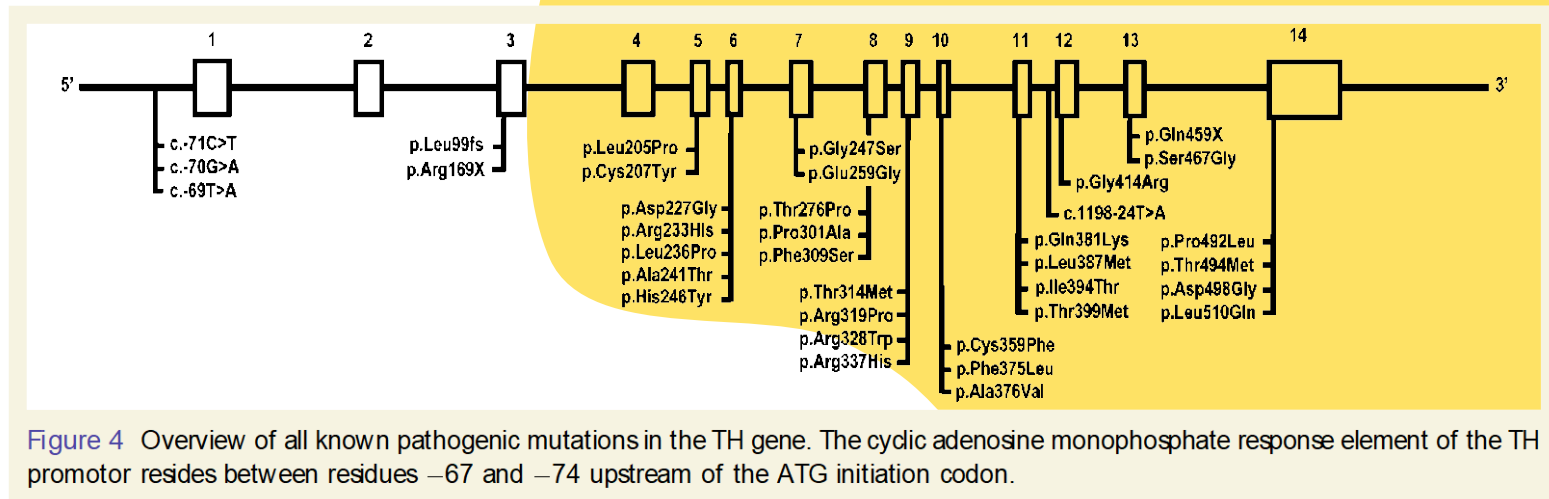 1 2 3 4 5 6 7 8 9 10 11 12 13 14
5' 3'
c.-71C>T
c.-70G>A
c.-69T>A
p.Leu99fs
p.Arg169X
p.Leu205Pro
p.Cys207Tyr
p.Asp227Gly
p.Arg233His
p.Leu236Pro
p.Ala241Thr
p.His246Tyr
p.Gly247Ser
p.Glu259Gly
p.Thr276Pro
p.Pro301Ala
p.Phe309Ser
p.Thr314Met
p.Arg319Pro
p.Arg328Trp
p.Arg337His
p.Cys359Phe
p.Phe375Leu
p.Ala376Val
p.Gln381Lys
p.Leu387Met
p.Ile394Thr
p.Thr399Met
c.1198-24T>A
p.Gly414Arg
p.Gln459X
p.Ser467Gly
p.Pro492Leu
p.Thr494Met
p.Asp498Gly
p.Leu510Gln
Figure 4 Overview of all known pathogenic mutations in the TH gene. The cyclic adenosine monophosphate response element of the TH
promotor resides between residues −67 and −74 upstream of the ATG initiation codon.